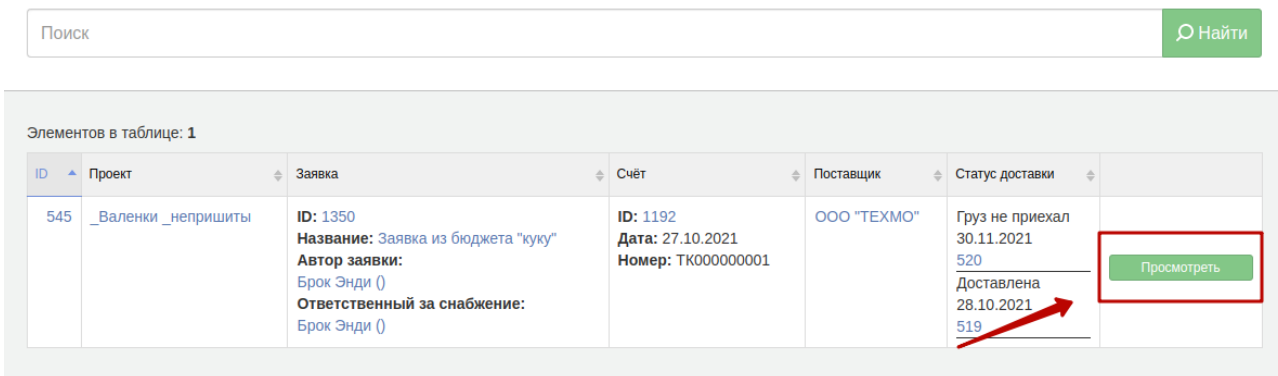 Поиск
Найти
Элементов в таблице: 1
ID Проект Заявка Счёт Поставщик Статус доставки
545
_Валенки _непришиты
ID: 1350
Название: Заявка из бюджета "куку"
Автор заявки:
Брок Энди ()
Ответственный за снабжение:
Брок Энди ()
ID: 1192
Дата: 27.10.2021
Номер: ТК000000001
ООО "ТЕХМО"
Груз не приехал
30.11.2021
520
Доставлена
28.10.2021
519
Просмотреть